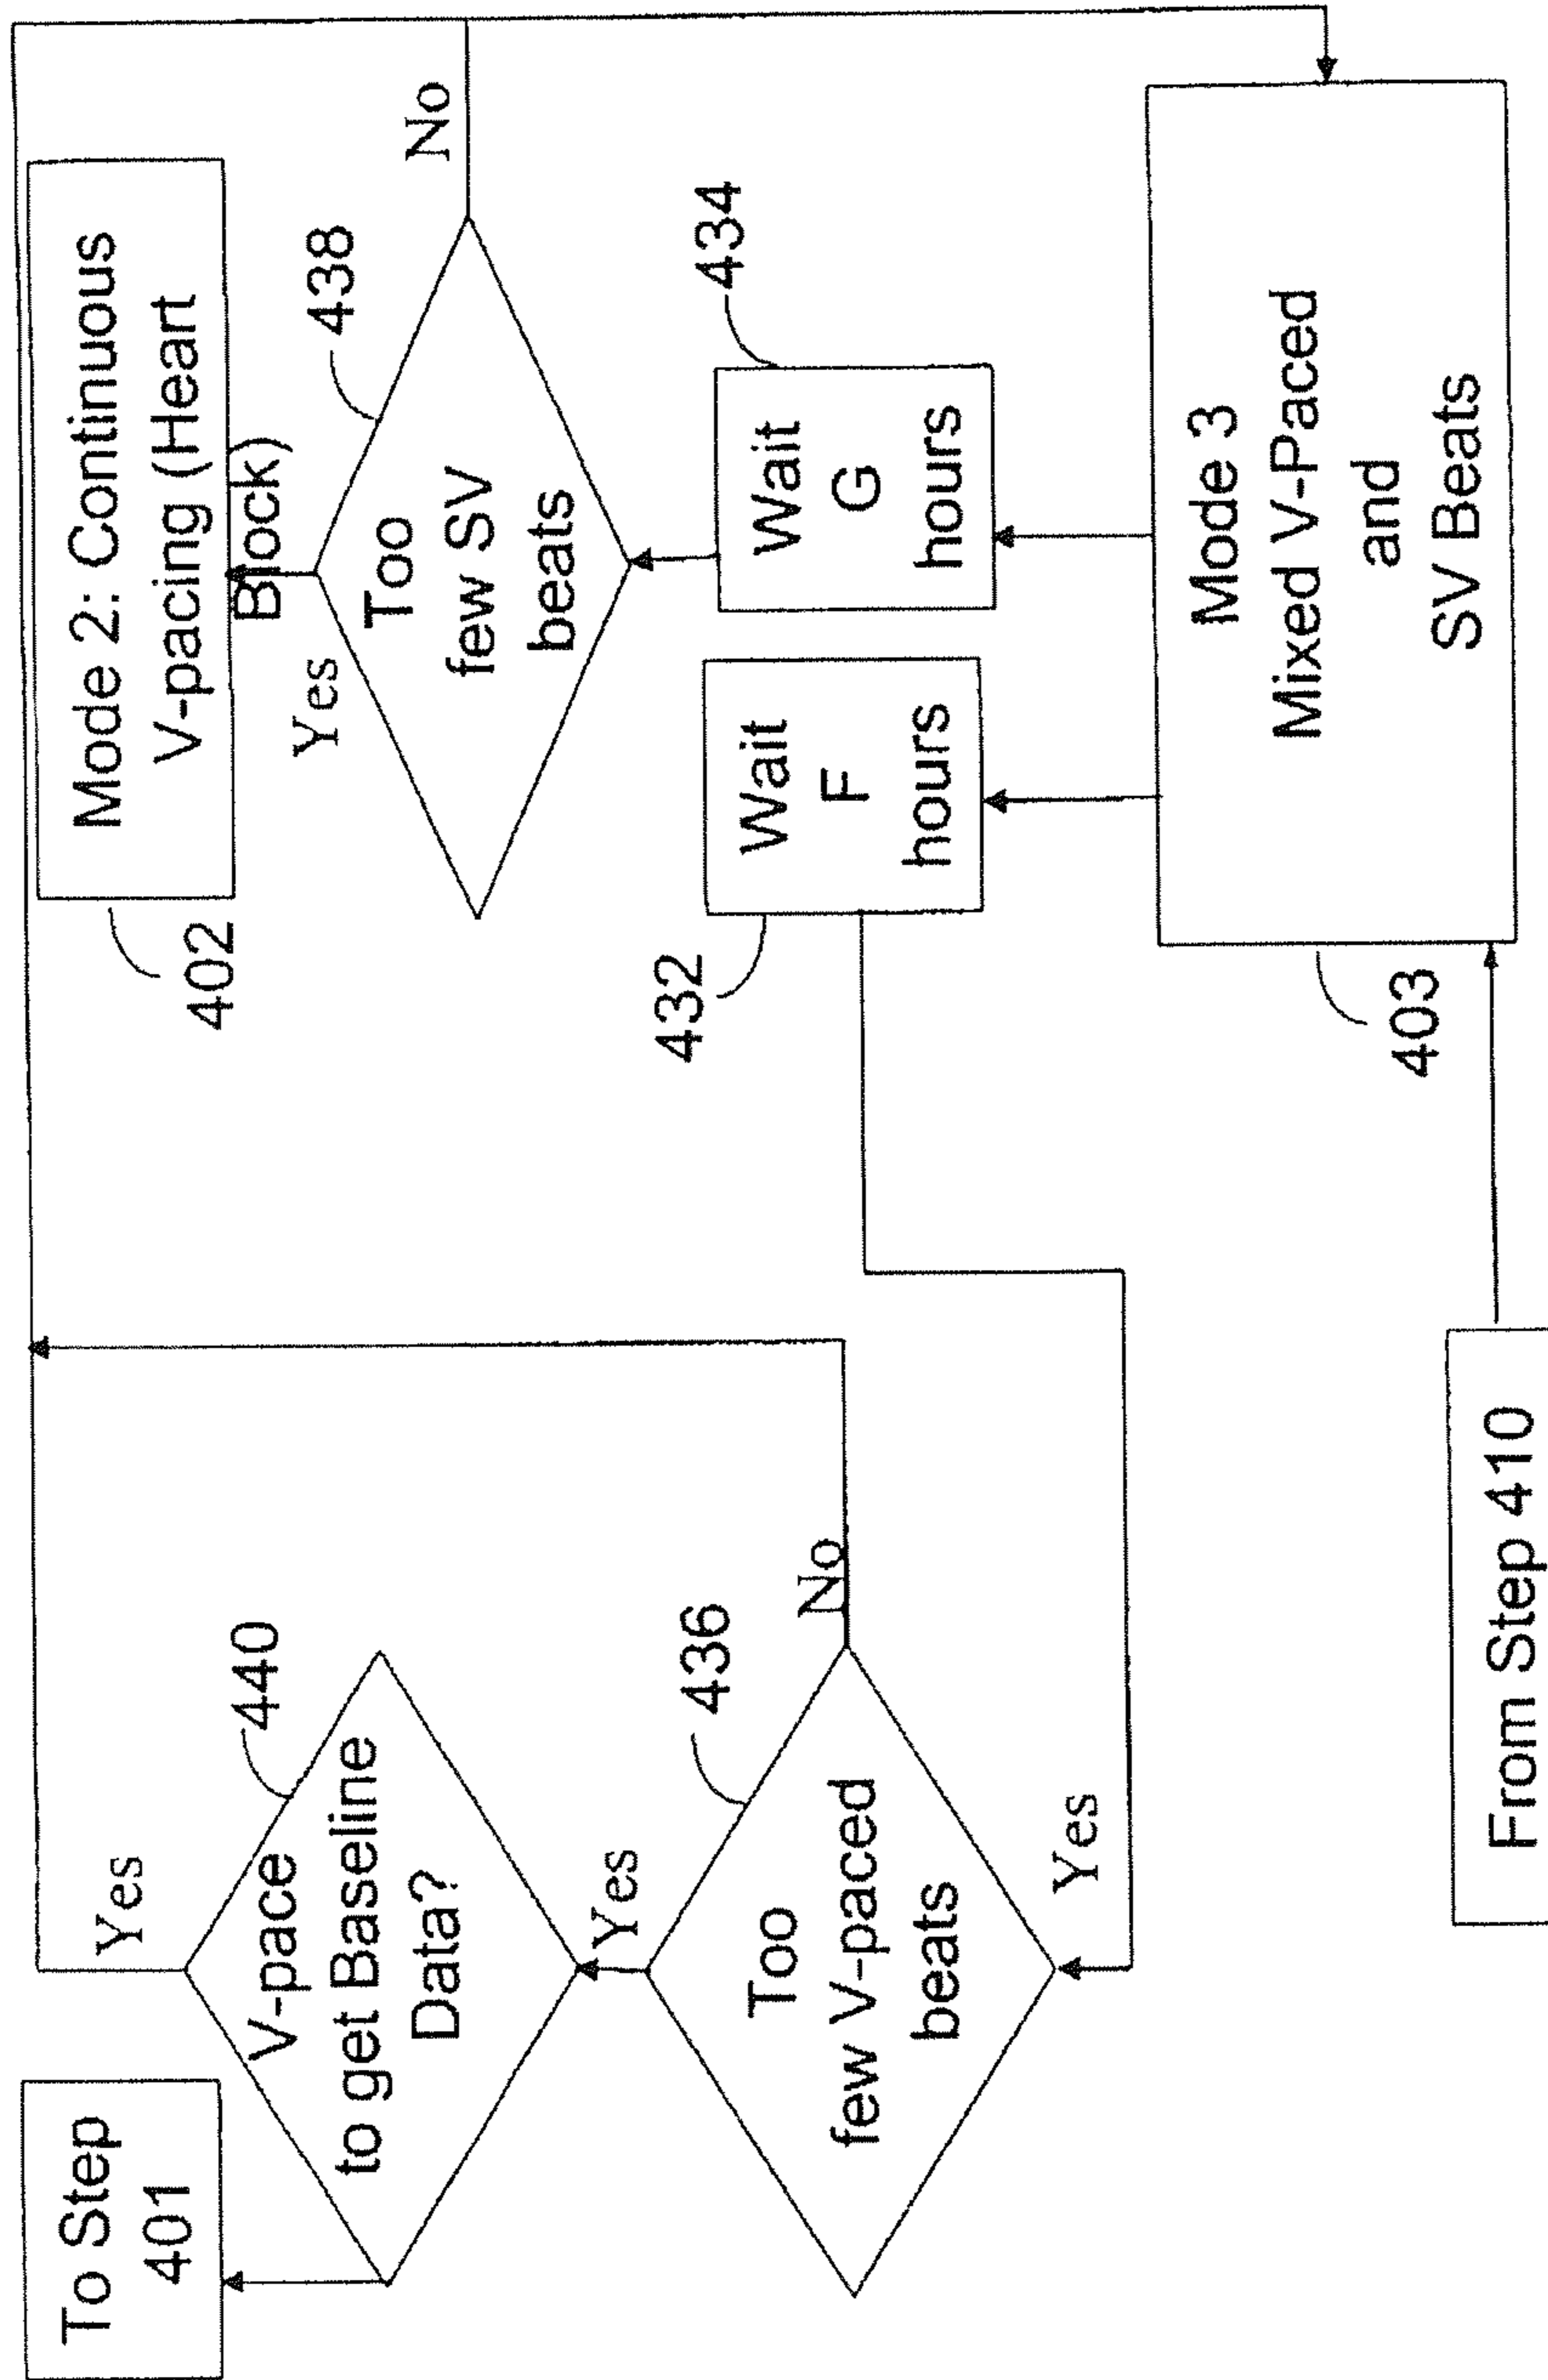 To Step
401
Yes
440
V-pace
to get Baseline
Data?
Yes
436
No
Too
few V-paced
beats
Yes
From Step 410
402
Mode 2: Continuous
V-pacing (Heart
Block)
Yes
438
No
Too
few SV
beats
432
Wait
F
hours
434
Wait
G
hours
403
Mode 3
Mixed V-Paced
and
SV Beats